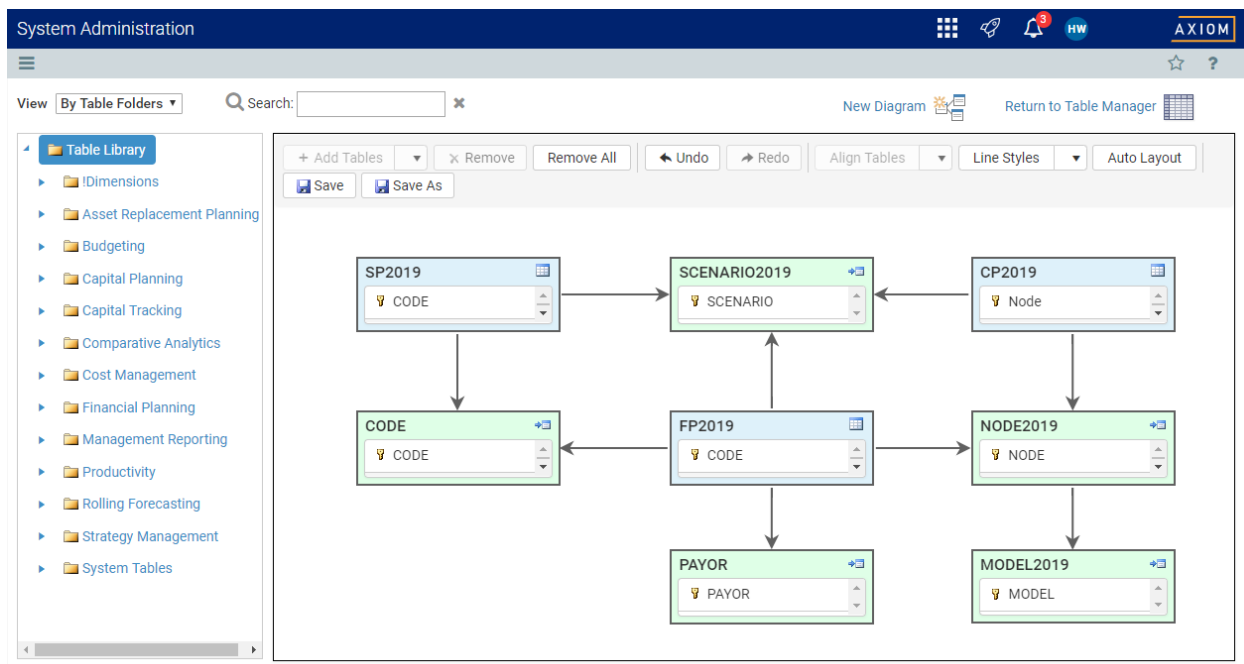 System Administration
3
HW
AXIOM
?
View By Table Folders
Search:
New Diagram
Return to Table Manager
Table Library
!Dimensions
Asset Replacement Planning
Budgeting
Capital Planning
Capital Tracking
Comparative Analytics
Cost Management
Financial Planning
Management Reporting
Productivity
Rolling Forecasting
Strategy Management
System Tables
+ Add Tables
Remove
Remove All
Undo
Redo
Align Tables
Line Styles
Auto Layout
Save
Save As
SP2019
CODE
SCENARIO2019
SCENARIO
CP2019
Node
CODE
CODE
FP2019
CODE
NODE2019
NODE
PAYOR
PAYOR
MODEL2019
MODEL